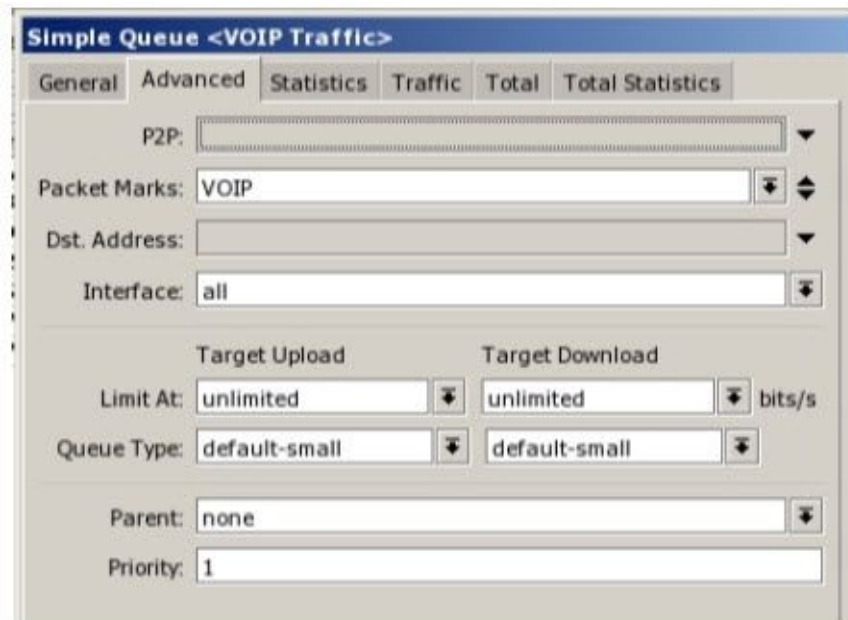 Simple Queue <VOIP Traffic>
General Advanced Statistics Traffic Total Total Statistics
P2P:
Packet Marks: VOIP
Dst. Address:
Interface: all
Target Upload Target Download
Limit At: unlimited unlimited bits/s
Queue Type: default-small default-small
Parent: none
Priority: 1